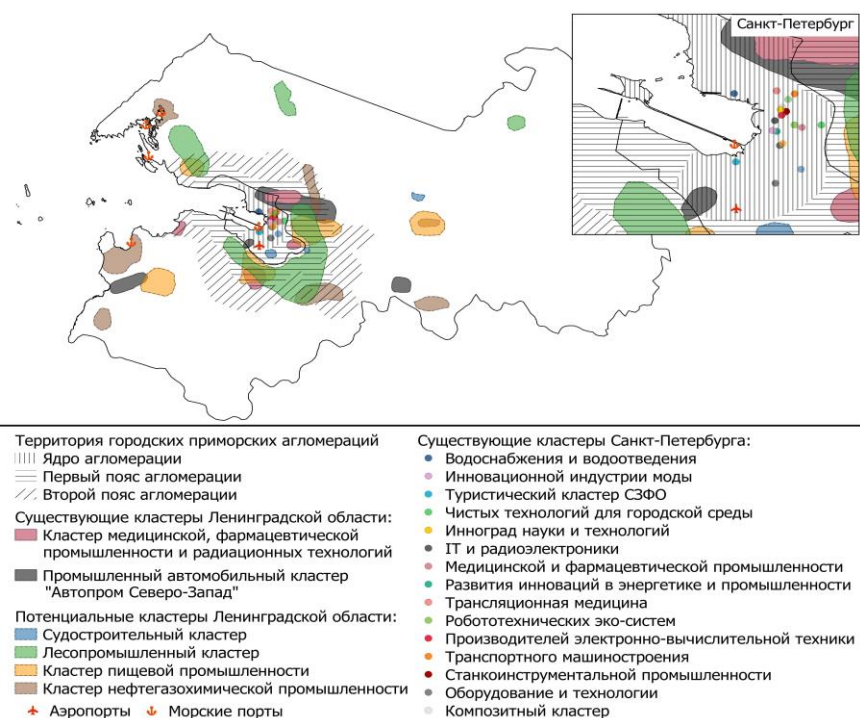 Санкт-Петербург
Территория городских приморских агломераций
Ядро агломерации
Первый пояс агломерации
Второй пояс агломерации
Существующие кластеры Ленинградской области:
Кластер медицинской, фармацевтической
промышленности и радиационных технологий
Промышленный автомобильный кластер
"Автопром Северо-Запад"
Потенциальные кластеры Ленинградской области:
Судостроительный кластер
Лесопромышленный кластер
Кластер пищевой промышленности
Кластер нефтегазохимической промышленности
Аэропорты Морские порты
Существующие кластеры Санкт-Петербурга:
Водоснабжения и водоотведения
Инновационной индустрии моды
Туристический кластер СЗФО
Чистых технологий для городской среды
Инноград науки и технологий
IT и радиоэлектроники
Медицинской и фармацевтической промышленности
Развития инноваций в энергетике и промышленности
Трансляционная медицина
Робототехнических эко-систем
Производителей электронно-вычислительной техники
Транспортного машиностроения
Станкоинструментальной промышленности
Оборудование и технологии
Композитный кластер